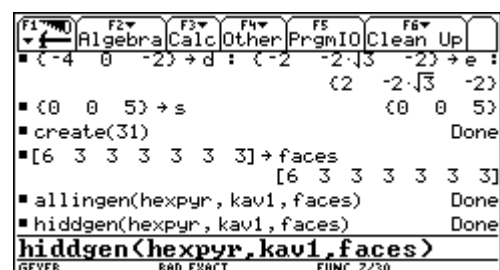 F1 F2▾ F3▾ F4▾ F5 F6▾
Algebra Calc Other PrgmIO Clean Up
▪ {-4 0 -2}→d : {-2 -2·√3 -2}→e :
{2 -2·√3 -2}
▪ {0 0 5}→s {0 0 5}
▪ create(31) Done
▪ [6 3 3 3 3 3 3]→faces
[6 3 3 3 3 3 3]
▪ allingen(hexpyr,kav1,faces) Done
▪ hiddgen(hexpyr,kav1,faces) Done
hiddgen(hexpyr,kav1,faces)
RAD EXACT FUNC 7/30